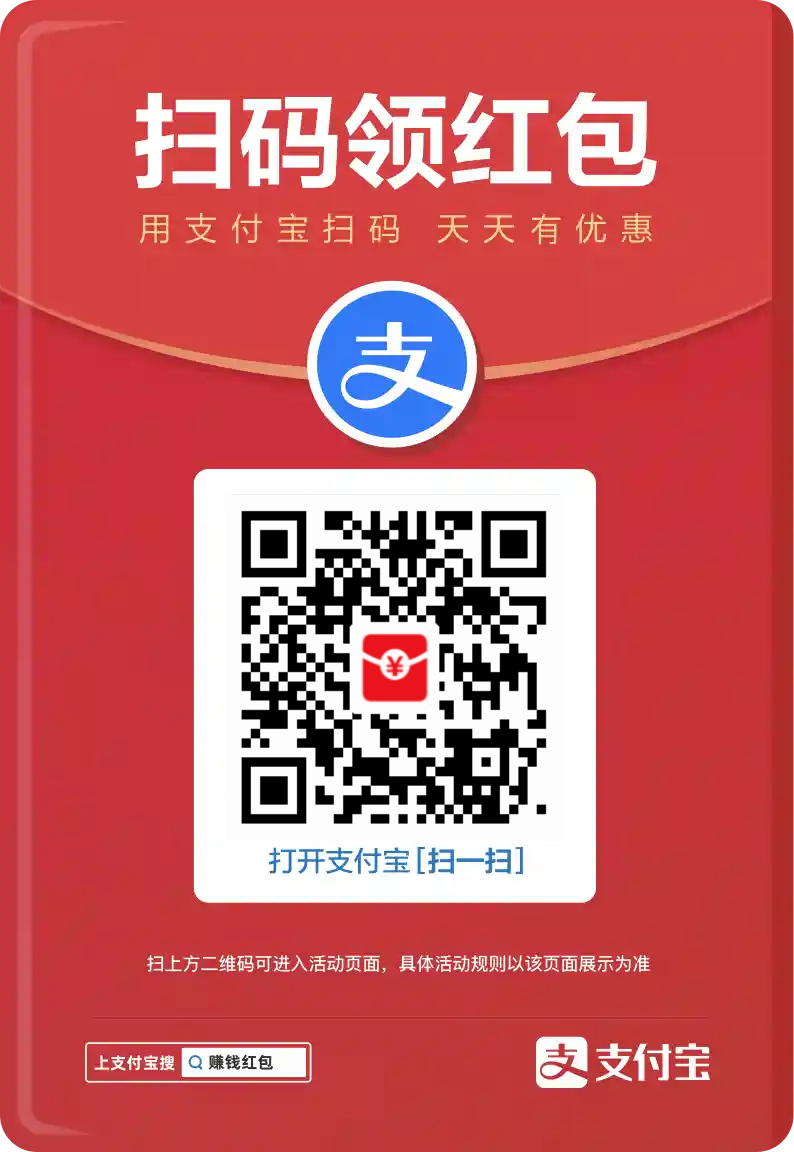 扫码领红包
用支付宝扫码 天天有优惠
支
¥
打开支付宝[扫一扫]
扫上方二维码可进入活动页面，具体活动规则以该页面展示为准
上支付宝搜 赚钱红包
支 支付宝